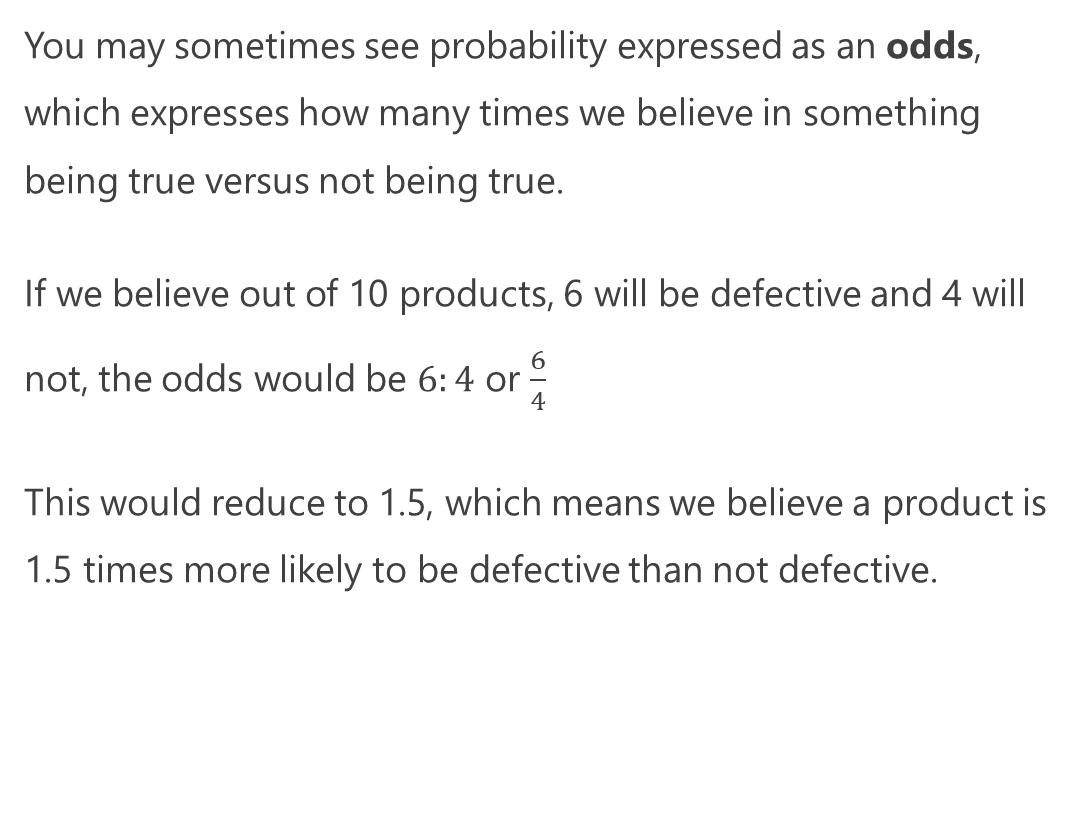 You may sometimes see probability expressed as an odds,
which expresses how many times we believe in something
being true versus not being true.
If we believe out of 10 products, 6 will be defective and 4 will
not, the odds would be 6: 4 or 6/4
This would reduce to 1.5, which means we believe a product is
1.5 times more likely to be defective than not defective.